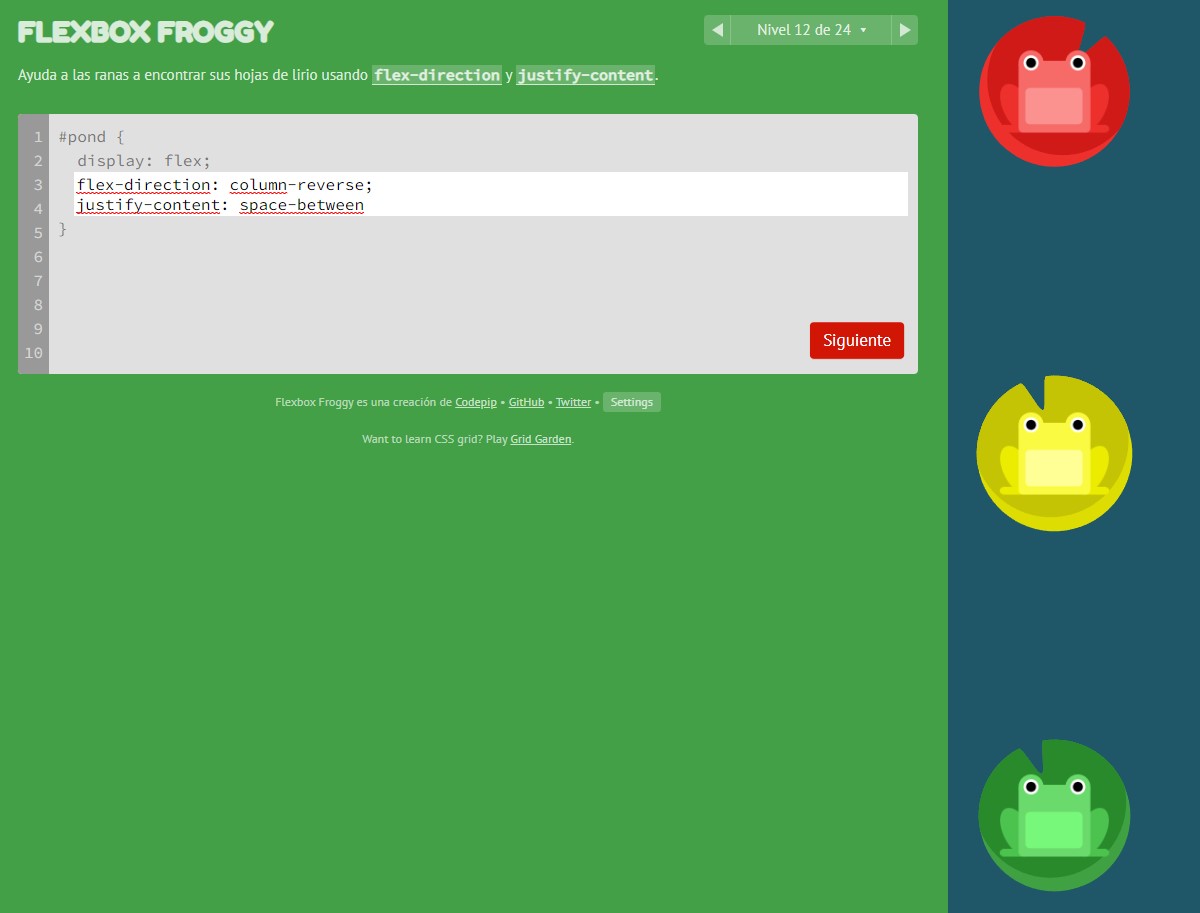 FLEXBOX FROGGY
Nivel 12 de 24
Ayuda a las ranas a encontrar sus hojas de lirio usando flex-direction y justify-content.
1 #pond {
2 display: flex;
3 flex-direction: column-reverse;
4 justify-content: space-between
5 }
6
7
8
9
10
Siguiente
Flexbox Froggy es una creación de Codepip • GitHub • Twitter • Settings
Want to learn CSS grid? Play Grid Garden.